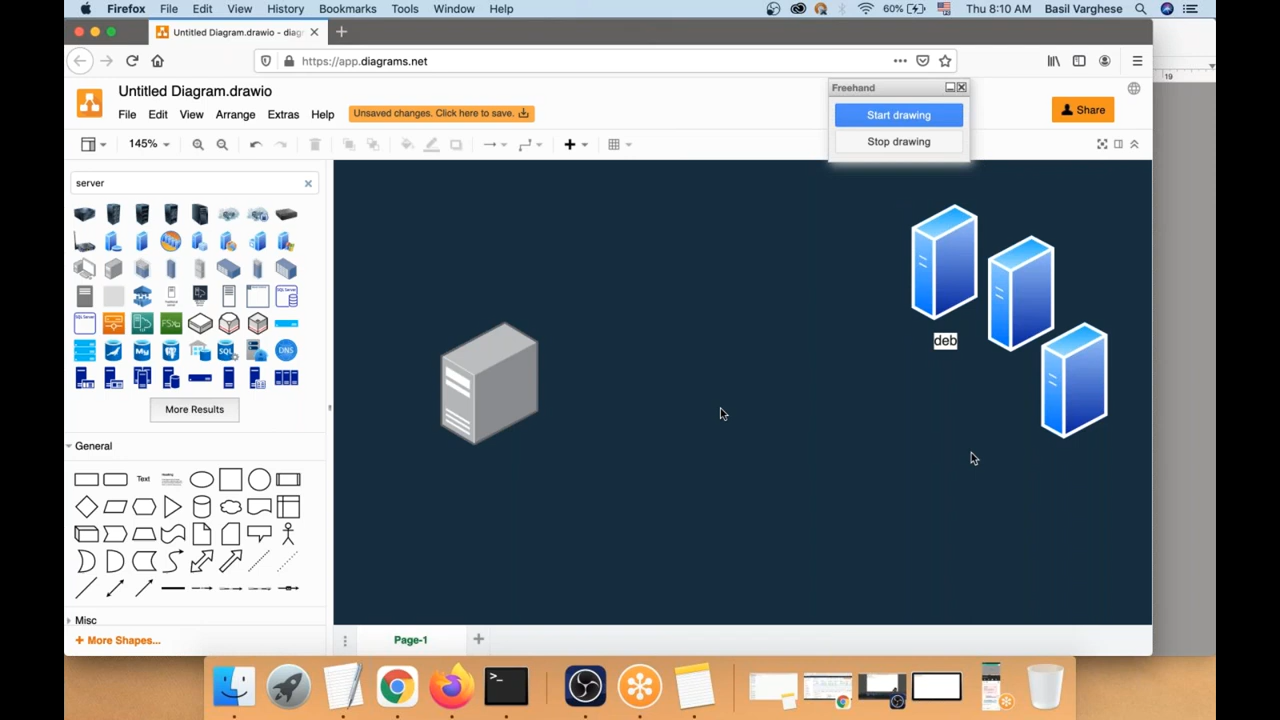 Firefox File Edit View History Bookmarks Tools Window Help 60% Thu 8:10 AM Basil Varghese
Untitled Diagram.drawio - diag
https://app.diagrams.net
19
Untitled Diagram.drawio
File Edit View Arrange Extras Help Unsaved changes. Click here to save.
Freehand
Start drawing
Stop drawing
Share
145%
server
SQL
DNS
More Results
General
Text
Misc
+ More Shapes...
deb
Page-1